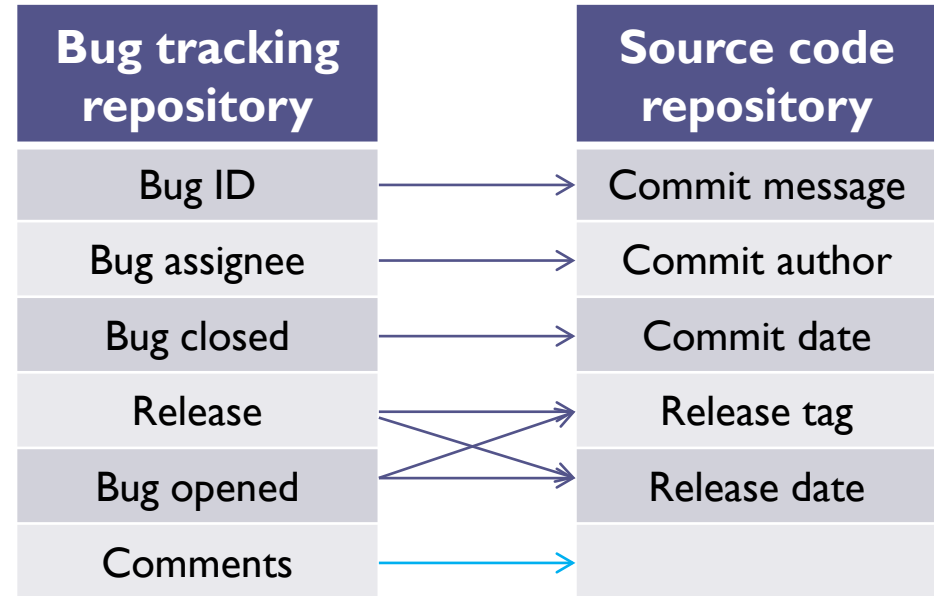 Bug tracking
repository
Source code
repository
Bug ID
Commit message
Bug assignee
Commit author
Bug closed
Commit date
Release
Release tag
Bug opened
Release date
Comments